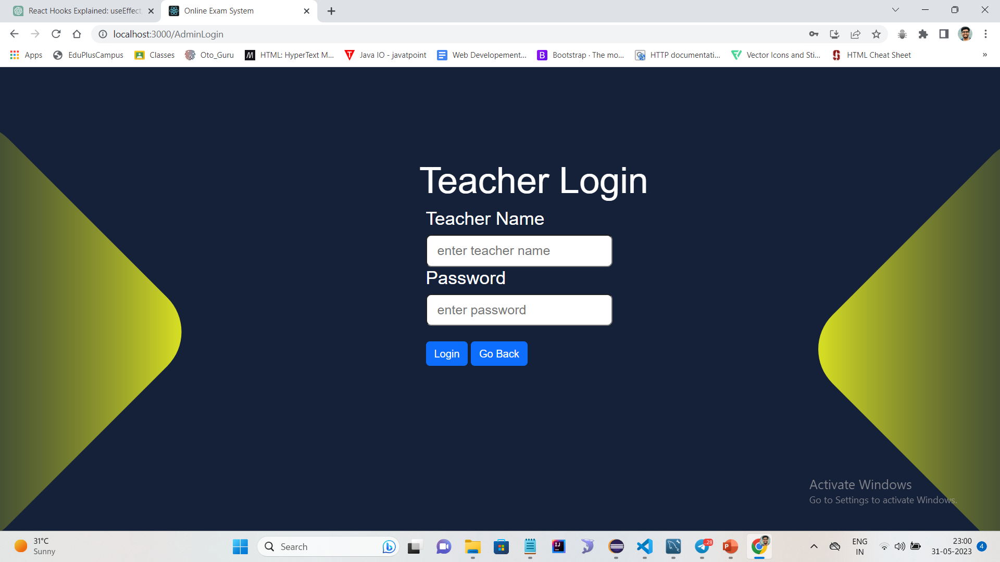 React Hooks Explained: useEffect,
Online Exam System
localhost:3000/AdminLogin
Apps
EduPlusCampus
Classes
Oto_Guru
M
HTML: HyperText M...
T
Java IO - javatpoint
Web Developement...
B
Bootstrap · The mo...
HTTP documentati...
Vector Icons and Sti...
HTML Cheat Sheet
»
Teacher Login
Teacher Name
enter teacher name
Password
enter password
Login
Go Back
Activate Windows
Go to Settings to activate Windows.
31°C
Sunny
Search
IJ
28
P
ENG
IN
23:00
31-05-2023
4